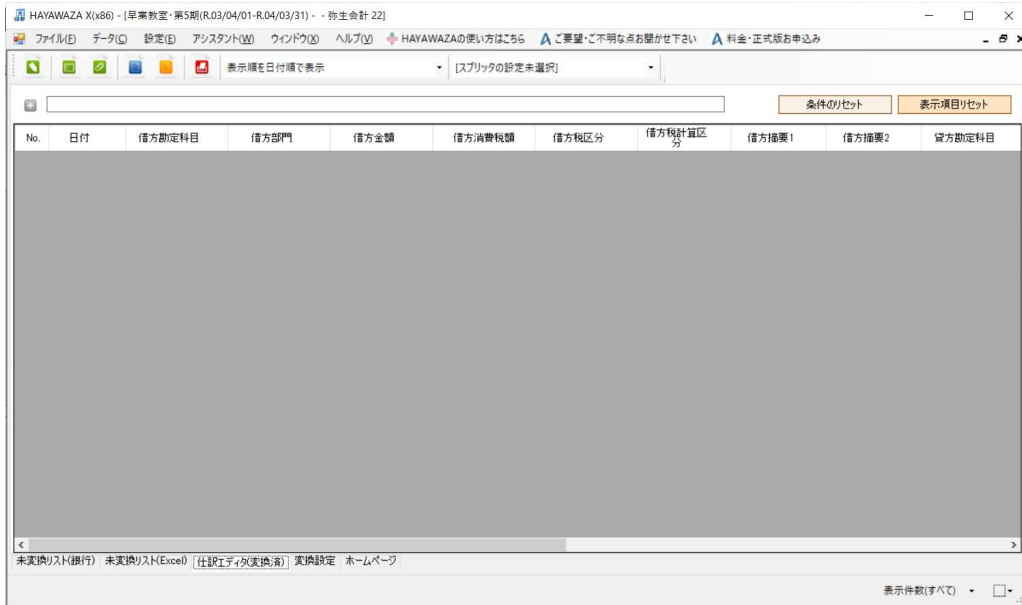 HAYAWAZA X(x86) - [早業教室・第5期(R.03/04/01-R.04/03/31) - - 弥生会計 22]
ファイル(F) データ(C) 設定(E) アシスタント(W) ウィンドウ(X) ヘルプ(V) HAYAWAZAの使い方はこちら ご要望・ご不明な点お聞かせ下さい 料金・正式版お申込み
表示順を日付順で表示 [スプリッタの設定未選択]
条件のリセット 表示項目リセット
No. 日付 借方勘定科目 借方部門 借方金額 借方消費税額 借方税区分 借方税計算区分 借方摘要1 借方摘要2 貸方勘定科目
未変換リスト(銀行) 未変換リスト(Excel) 仕訳エディタ(変換済) 変換設定 ホームページ
表示件数(すべて)